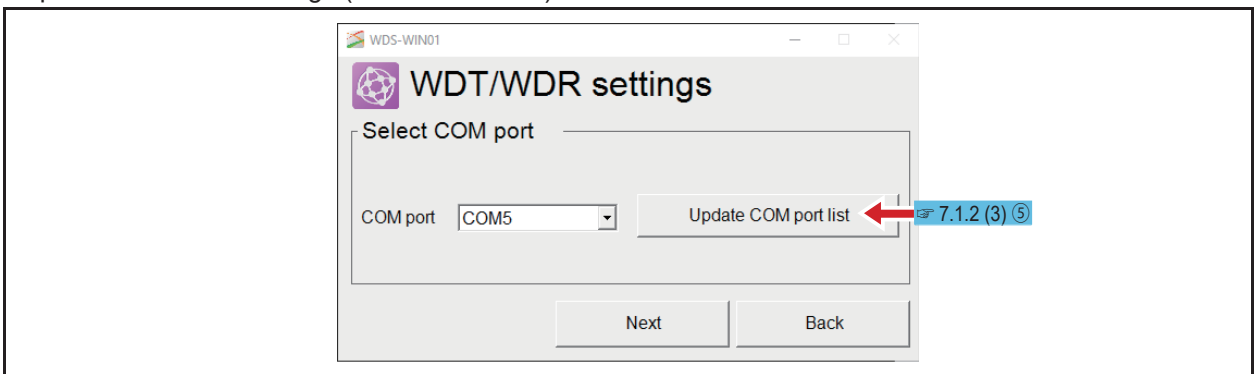 WDS-WIN01
WDT/WDR settings
Select COM port
COM port COM5 Update COM port list ☞ 7.1.2 (3) ⑤
Next Back